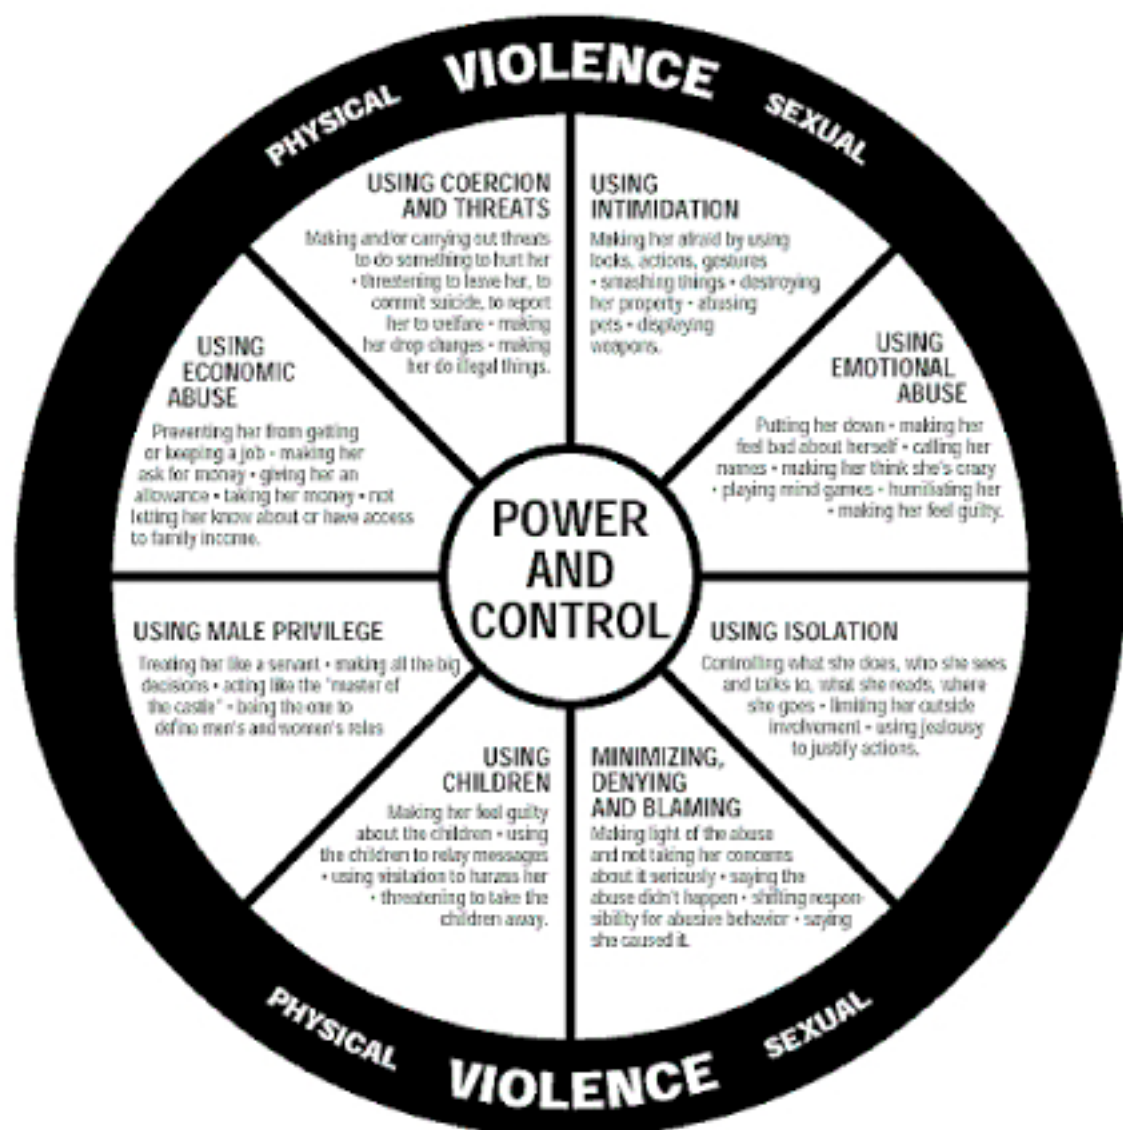 PHYSICAL VIOLENCE SEXUAL
USING COERCION
AND THREATS
Making and/or carrying out threats
to do something to hurt her
• threatening to leave her, to
commit suicide, to report
her to welfare • making
her drop charges • making
her do illegal things.
USING
INTIMIDATION
Making her afraid by using
looks, actions, gestures
• smashing things • destroying
her property • abusing
pets • displaying
weapons.
USING
EMOTIONAL
ABUSE
Putting her down • making her
feel bad about herself • calling her
names • making her think she's crazy
• playing mind games • humiliating her
• making her feel guilty.
USING ISOLATION
Controlling what she does, who she sees
and talks to, what she reads, where
she goes • limiting her outside
involvement • using jealousy
to justify actions.
MINIMIZING,
DENYING
AND BLAMING
Making light of the abuse
and not taking her concerns
about it seriously • saying the
abuse didn't happen • shifting respon-
sibility for abusive behavior • saying
she caused it.
USING
CHILDREN
Making her feel guilty
about the children • using
the children to relay messages
• using visitation to harass her
• threatening to take the
children away.
USING MALE PRIVILEGE
Treating her like a servant • making all the big
decisions • acting like the "master of
the castle" • being the one to
define men's and women's roles
USING
ECONOMIC
ABUSE
Preventing her from getting
or keeping a job • making her
ask for money • giving her an
allowance • taking her money • not
letting her know about or have access
to family income.
POWER
AND
CONTROL
PHYSICAL VIOLENCE SEXUAL